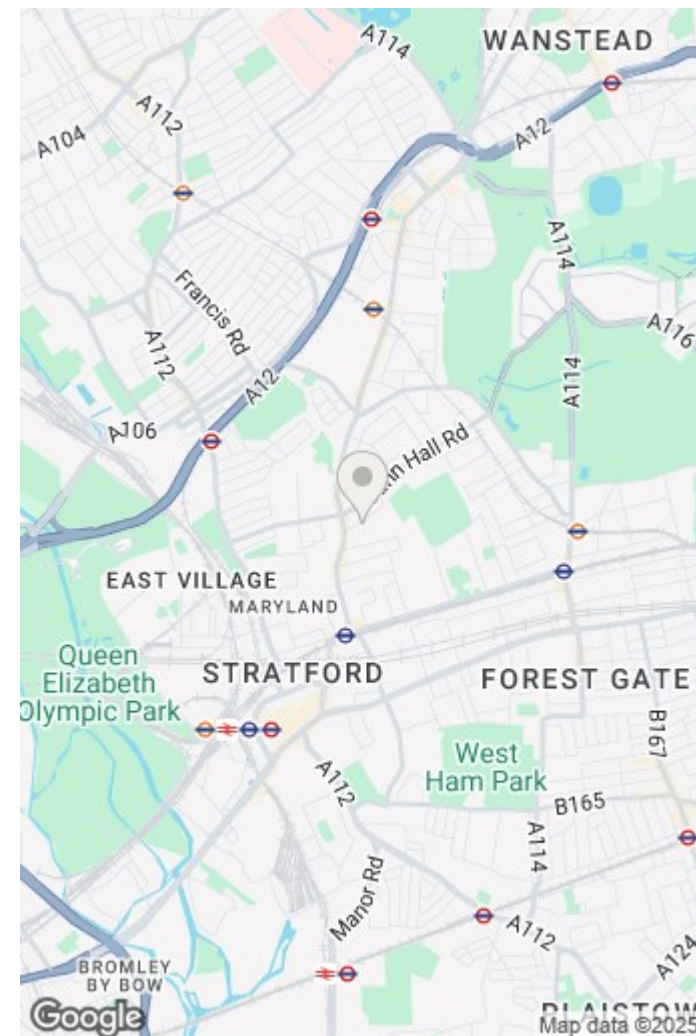 A114
WANSTEAD
A112
A12
A104
A114
Francis Rd
A116
A112
A12
A114
A106
Hall Rd
EAST VILLAGE
MARYLAND
Queen
Elizabeth
Olympic Park
STRATFORD
FOREST GATE
B167
West
Ham Park
A112
B165
A114
Manor Rd
A112
A124
BROMLEY
BY BOW
Google
Map data ©2025